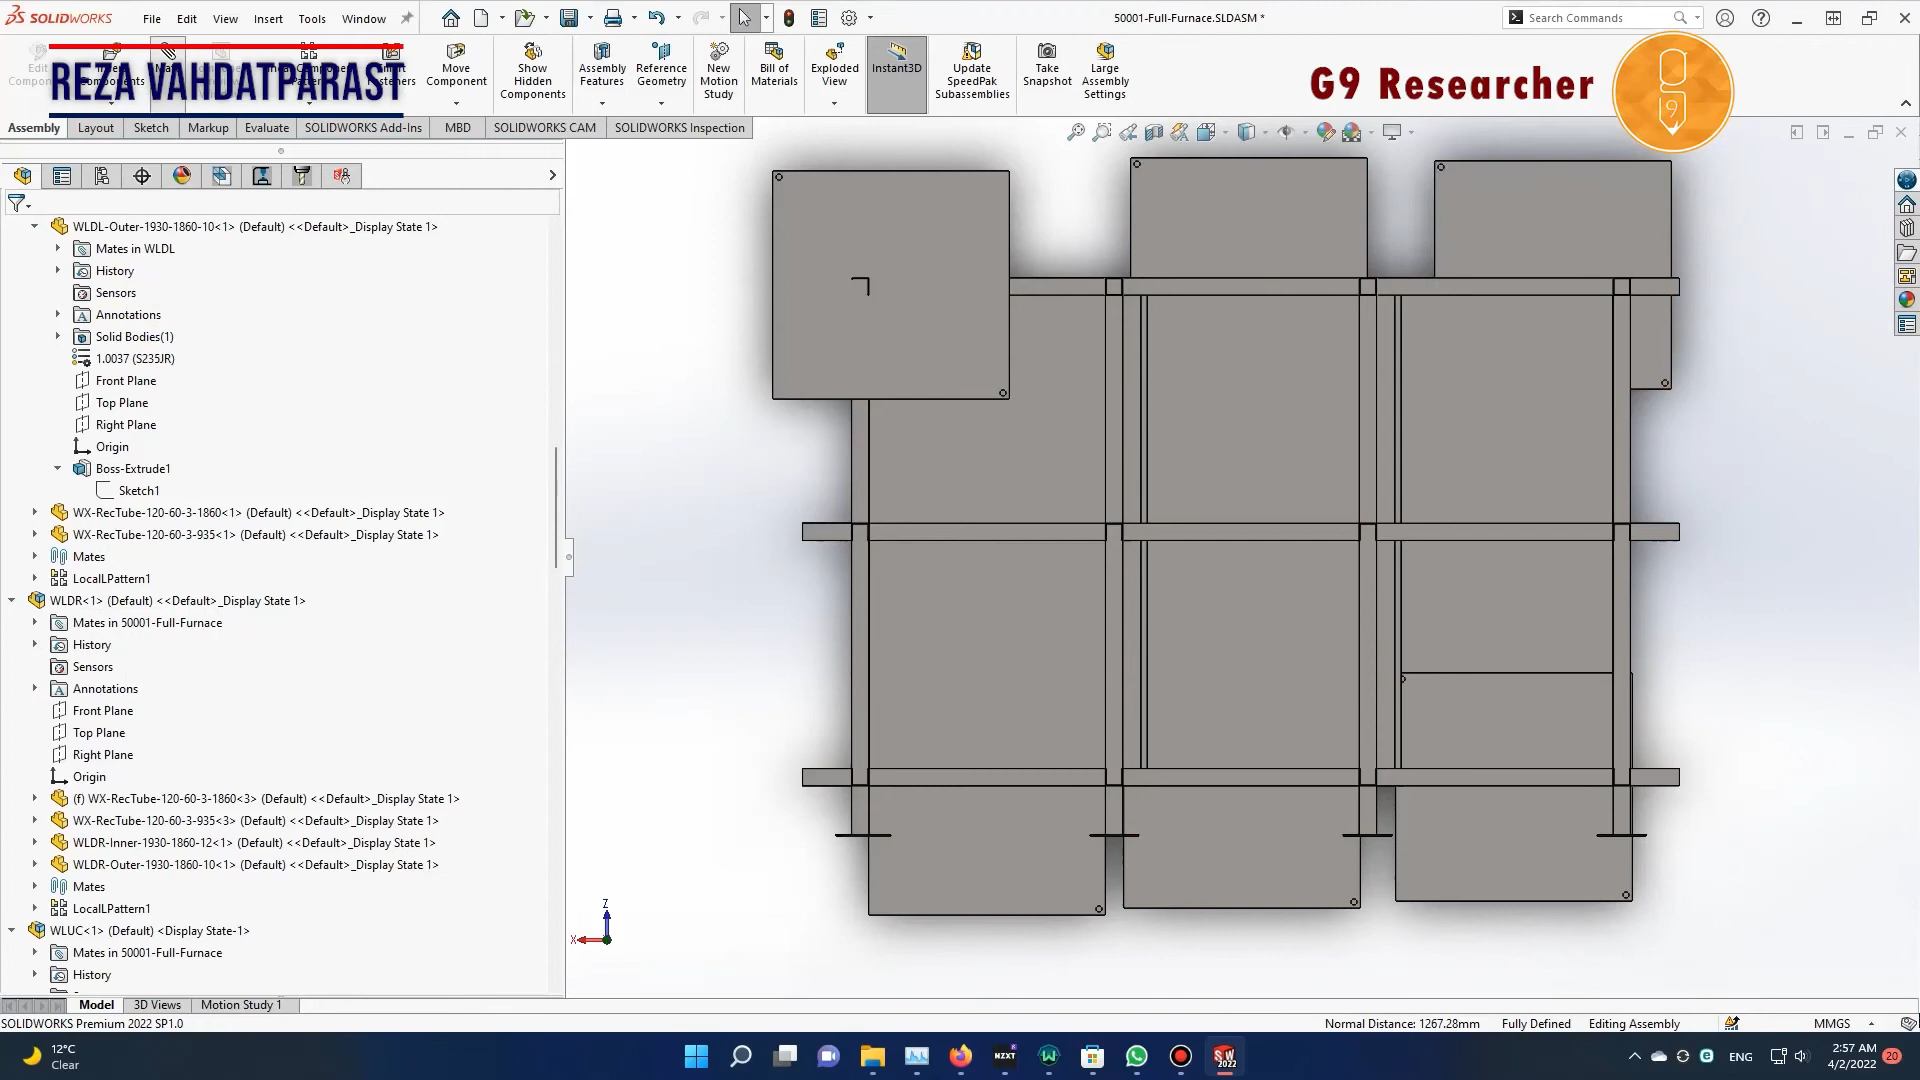 SOLIDWORKS File Edit View Insert Tools Window 50001-Full-Furnace.SLDASM * Search Commands
Move Component
Show Hidden Components
Assembly Features
Reference Geometry
New Motion Study
Bill of Materials
Exploded View
Instant3D
Update SpeedPak Subassemblies
Take Snapshot
Large Assembly Settings
REZA VAHDATPARAST
G9 Researcher
Assembly Layout Sketch Markup Evaluate SOLIDWORKS Add-Ins MBD SOLIDWORKS CAM SOLIDWORKS Inspection
WLDL-Outer-1930-1860-10<1> (Default) <<Default>_Display State 1>
Mates in WLDL
History
Sensors
Annotations
Solid Bodies(1)
1.0037 (S235JR)
Front Plane
Top Plane
Right Plane
Origin
Boss-Extrude1
Sketch1
WX-RecTube-120-60-3-1860<1> (Default) <<Default>_Display State 1>
WX-RecTube-120-60-3-935<1> (Default) <<Default>_Display State 1>
Mates
LocalLPattern1
WLDR<1> (Default) <<Default>_Display State 1>
Mates in 50001-Full-Furnace
History
Sensors
Annotations
Front Plane
Top Plane
Right Plane
Origin
(f) WX-RecTube-120-60-3-1860<3> (Default) <<Default>_Display State 1>
WX-RecTube-120-60-3-935<3> (Default) <<Default>_Display State 1>
WLDR-Inner-1930-1860-12<1> (Default) <<Default>_Display State 1>
WLDR-Outer-1930-1860-10<1> (Default) <<Default>_Display State 1>
Mates
LocalLPattern1
WLUC<1> (Default) <Display State-1>
Mates in 50001-Full-Furnace
History
Z
X
Model 3D Views Motion Study 1
SOLIDWORKS Premium 2022 SP1.0 Normal Distance: 1267.28mm Fully Defined Editing Assembly MMGS
12°C
Clear
NZXT
SW 2022
ENG
2:57 AM
4/2/2022
20